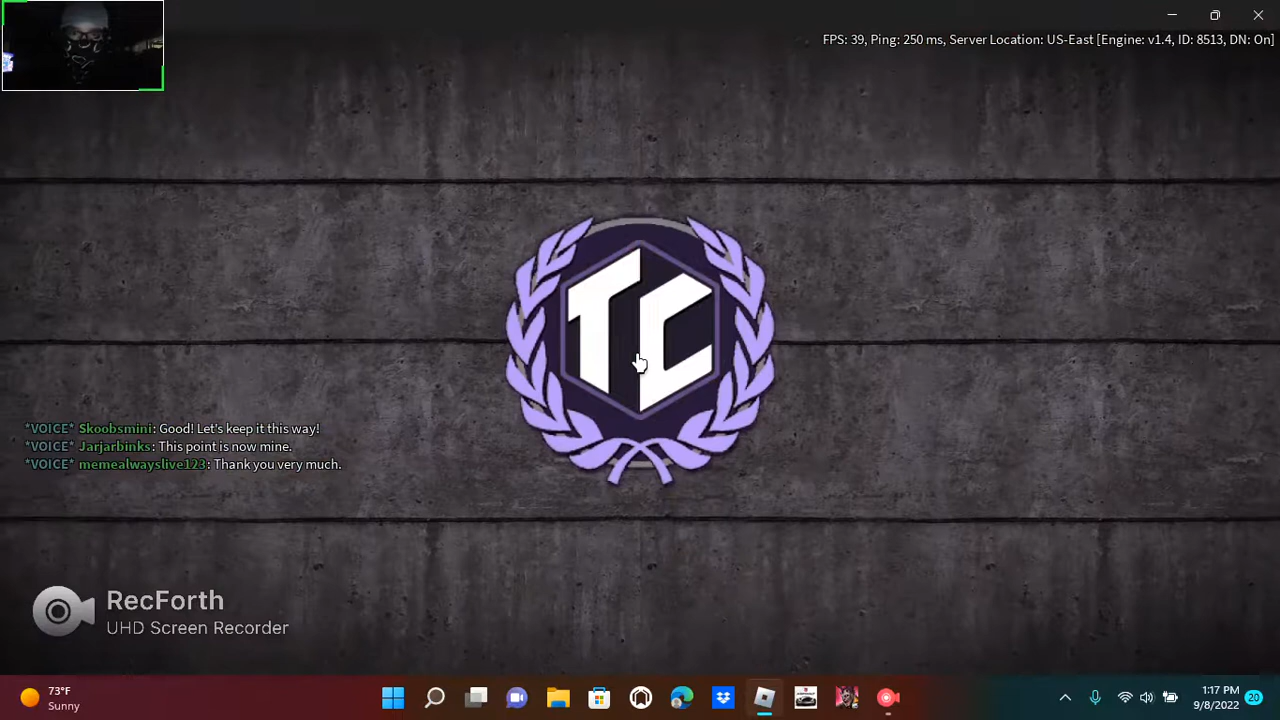 FPS: 39, Ping: 250 ms, Server Location: US-East [Engine: v1.4, ID: 8513, DN: On]
TC
*VOICE* Skoobsmini: Good! Let's keep it this way!
*VOICE* Jarjarbinks: This point is now mine.
*VOICE* memealwayslive123: Thank you very much.
RecForth
UHD Screen Recorder
73°F
Sunny
1:17 PM
9/8/2022
20